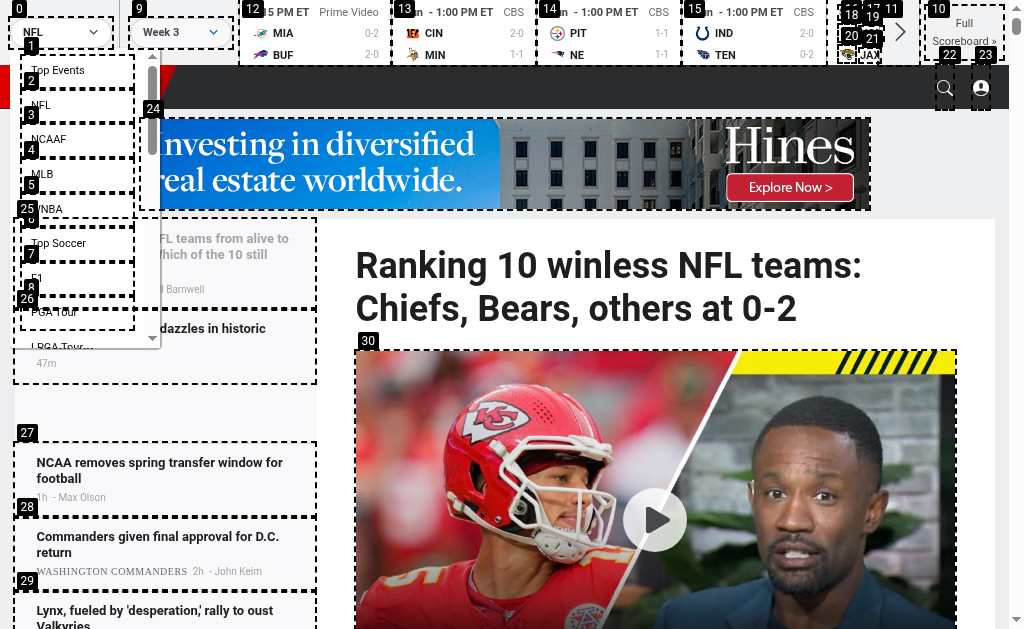 0
9
12
13
14
15
11
10
NFL
Week 3
15 PM ET Prime Video
MIA 0-2
BUF 2-0
- 1:00 PM ET CBS
CIN 2-0
MIN 1-1
- 1:00 PM ET CBS
PIT 1-1
NE 1-1
- 1:00 PM ET CBS
IND 2-0
TEN 0-2
18
19
20
21
JAX
Full
Scoreboard »
22
23
1
Top Events
2
NFL
3
NCAAF
4
MLB
5
WNBA
Top Soccer
7
F1
8
PGA Tour
LPGA Tour...
24
Investing in diversified
real estate worldwide.
Hines
Explore Now >
25
FL teams from alive to
Which of the 10 still
Barnwell
26
dazzles in historic
47m
27
NCAA removes spring transfer window for
football
1h - Max Olson
28
Commanders given final approval for D.C.
return
WASHINGTON COMMANDERS 2h - John Keim
29
Lynx, fueled by 'desperation,' rally to oust
Valkyries
Ranking 10 winless NFL teams:
Chiefs, Bears, others at 0-2
30